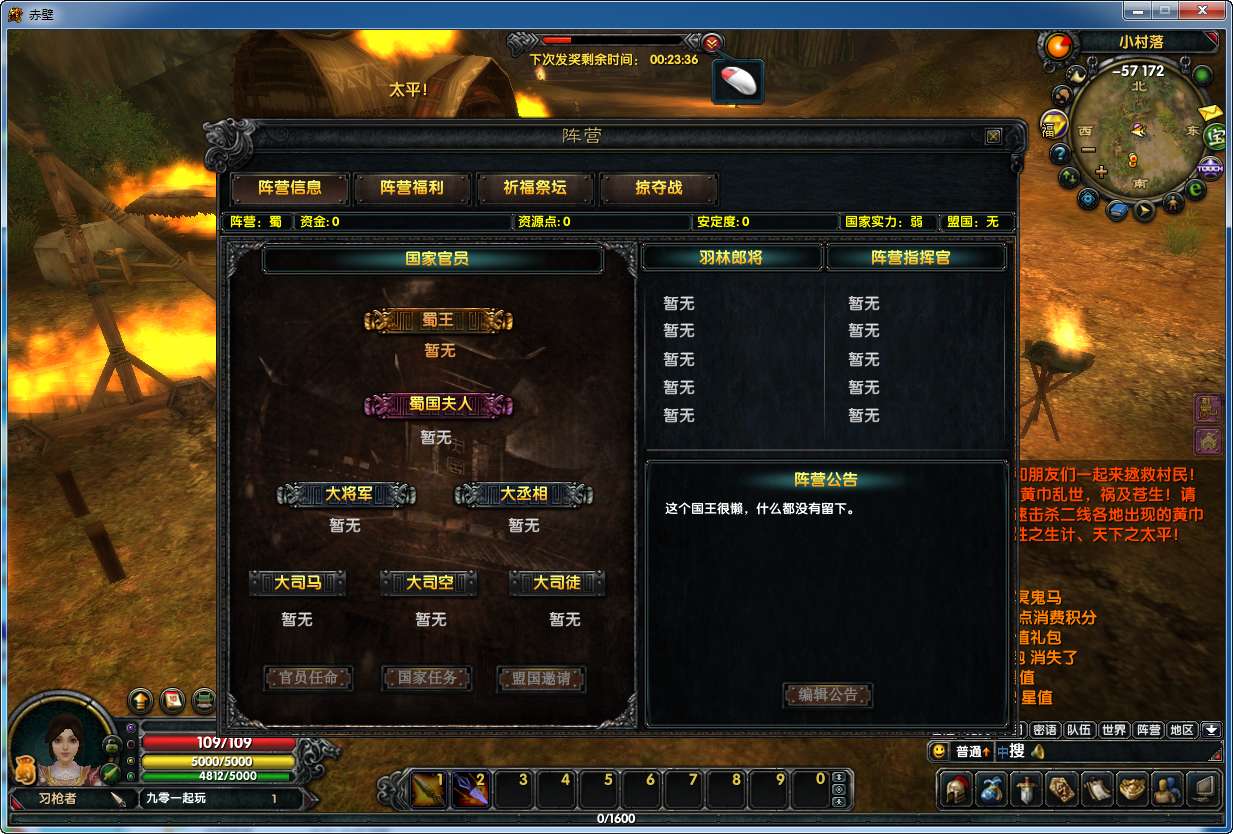 赤壁
下次发奖剩余时间： 00:23:36
小村落
-57 172
北
西
东
南
福
宝
TOUCH
太平！
阵营
阵营信息 阵营福利 祈福祭坛 掠夺战
阵营：蜀 资金:0 资源点:0 安定度:0 国家实力：弱 盟国：无
国家官员
蜀王
暂无
蜀国夫人
暂无
大将军 大丞相
暂无 暂无
大司马 大司空 大司徒
暂无 暂无 暂无
官员任命 国家任务 盟国邀请
羽林郎将 阵营指挥官
暂无 暂无
暂无 暂无
暂无 暂无
暂无 暂无
暂无 暂无
阵营公告
这个国王很懒，什么都没有留下。
编辑公告
朋友们一起来拯救村民！
黄巾乱世，祸及苍生！请
速击杀二线各地出现的黄巾
之生计、天下之太平！
冥鬼马
点消费积分
值礼包
消失了
值
星值
密语 队伍 世界 阵营 地区
普通 中搜
109/109
5000/5000
4812/5000
习枪者 九零一起玩 1
1 2 3 4 5 6 7 8 9 0
0/1600